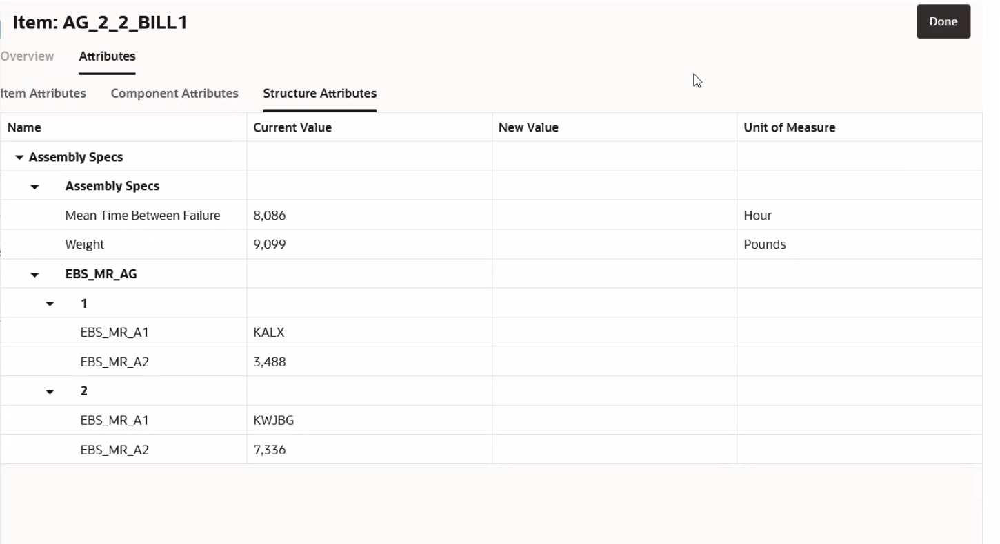 Item: AG_2_2_BILL1 Done
Overview Attributes
Item Attributes Component Attributes Structure Attributes
Name Current Value New Value Unit of Measure
Assembly Specs
Assembly Specs
Mean Time Between Failure 8,086 Hour
Weight 9,099 Pounds
EBS_MR_AG
1
EBS_MR_A1 KALX
EBS_MR_A2 3,488
2
EBS_MR_A1 KWJBG
EBS_MR_A2 7,336